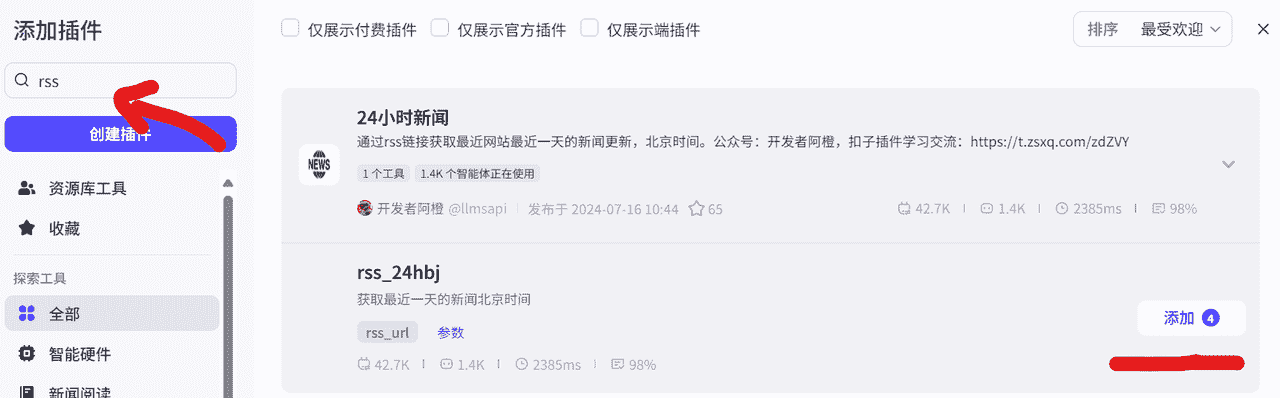 添加插件
rss
创建插件
资源库工具
收藏
探索工具
全部
智能硬件
新闻阅读
仅展示付费插件 仅展示官方插件 仅展示端插件
排序 最受欢迎
24小时新闻
通过rss链接获取最近网站最近一天的新闻更新，北京时间。公众号：开发者阿橙，扣子插件学习交流：https://t.zsxq.com/zdZVY
NEWS
1 个工具 1.4K 个智能体正在使用
开发者阿橙 @llmsapi 发布于 2024-07-16 10:44 65
42.7K 1.4K 2385ms 98%
rss_24hbj
获取最近一天的新闻北京时间
rss_url 参数
添加 4
42.7K 1.4K 2385ms 98%